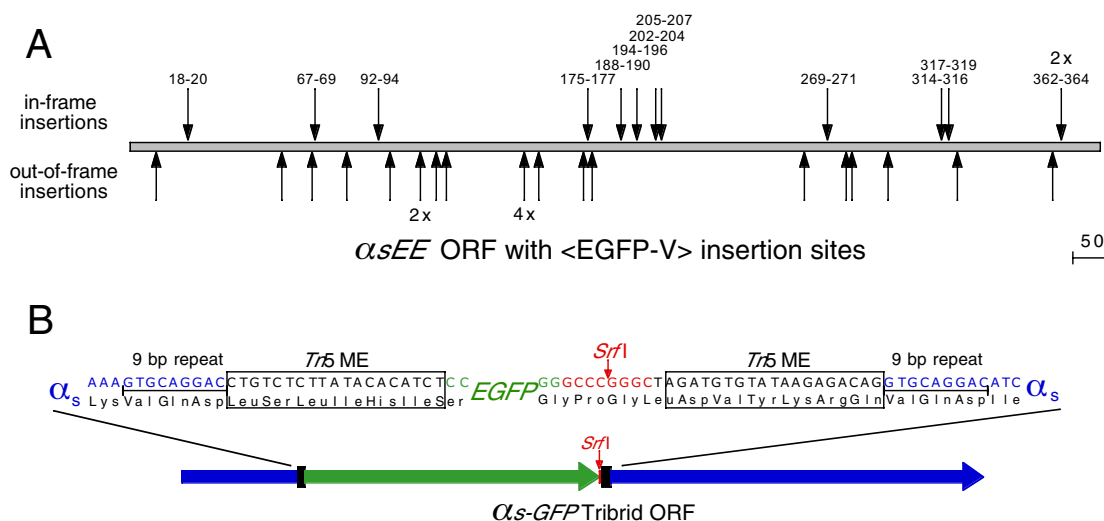 A
205-207
202-204
194-196
188-190
18-20
67-69
92-94
175-177
269-271
317-319
314-316
2x
362-364
in-frame
insertions
out-of-frame
insertions
2x
4x
αsEE ORF with <EGFP-V> insertion sites
50
B
9 bp repeat
Tn5 ME
SrfI
Tn5 ME
9 bp repeat
αs AAAGTGCAGGACCTGTCTCTTATACACATCTCC EGFP GGGCCCGGGCTAGATGTGTATAAGAGACAGGTGCAGGACATC αs
LysValGlnAspLeuSerLeuIleHisIleSer GlyProGlyLeuAspValTyrLysArgGlnValGlnAspIle
SrfI
αs-GFP Tribrid ORF